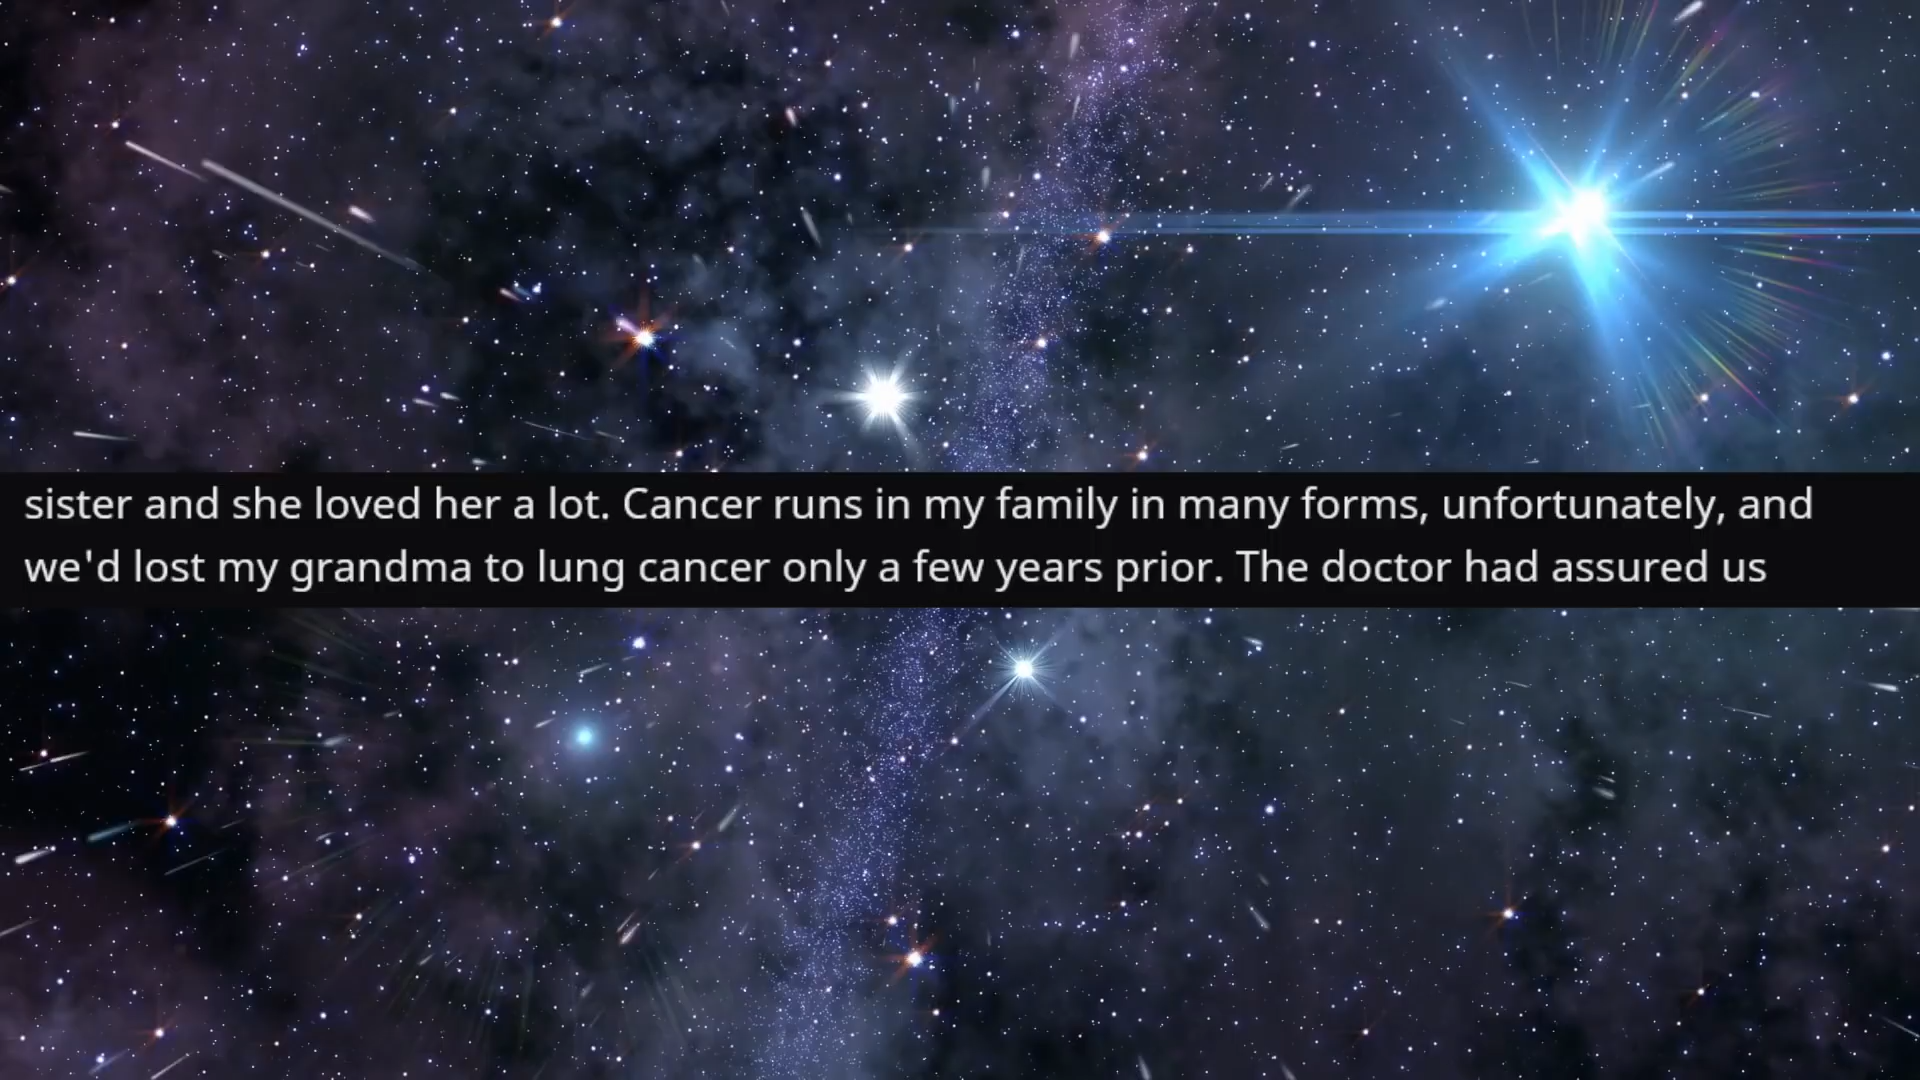 sister and she loved her a lot. Cancer runs in my family in many forms, unfortunately, and
we'd lost my grandma to lung cancer only a few years prior. The doctor had assured us